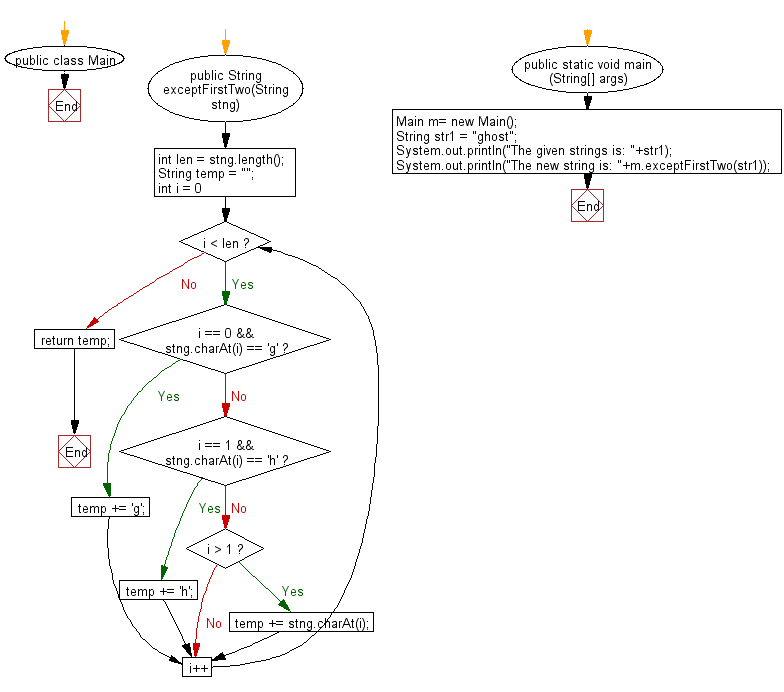 public class Main
End
public String
exceptFirstTwo(String
stng)
int len = stng.length();
String temp = "";
int i = 0
i < len ?
No
Yes
return temp;
End
i == 0 &&
stng.charAt(i) == 'g' ?
Yes
No
temp += 'g';
i == 1 &&
stng.charAt(i) == 'h' ?
Yes
No
temp += 'h';
i > 1 ?
Yes
No
temp += stng.charAt(i);
i++
public static void main
(String[] args)
Main m= new Main();
String str1 = "ghost";
System.out.println("The given strings is: "+str1);
System.out.println("The new string is: "+m.exceptFirstTwo(str1));
End